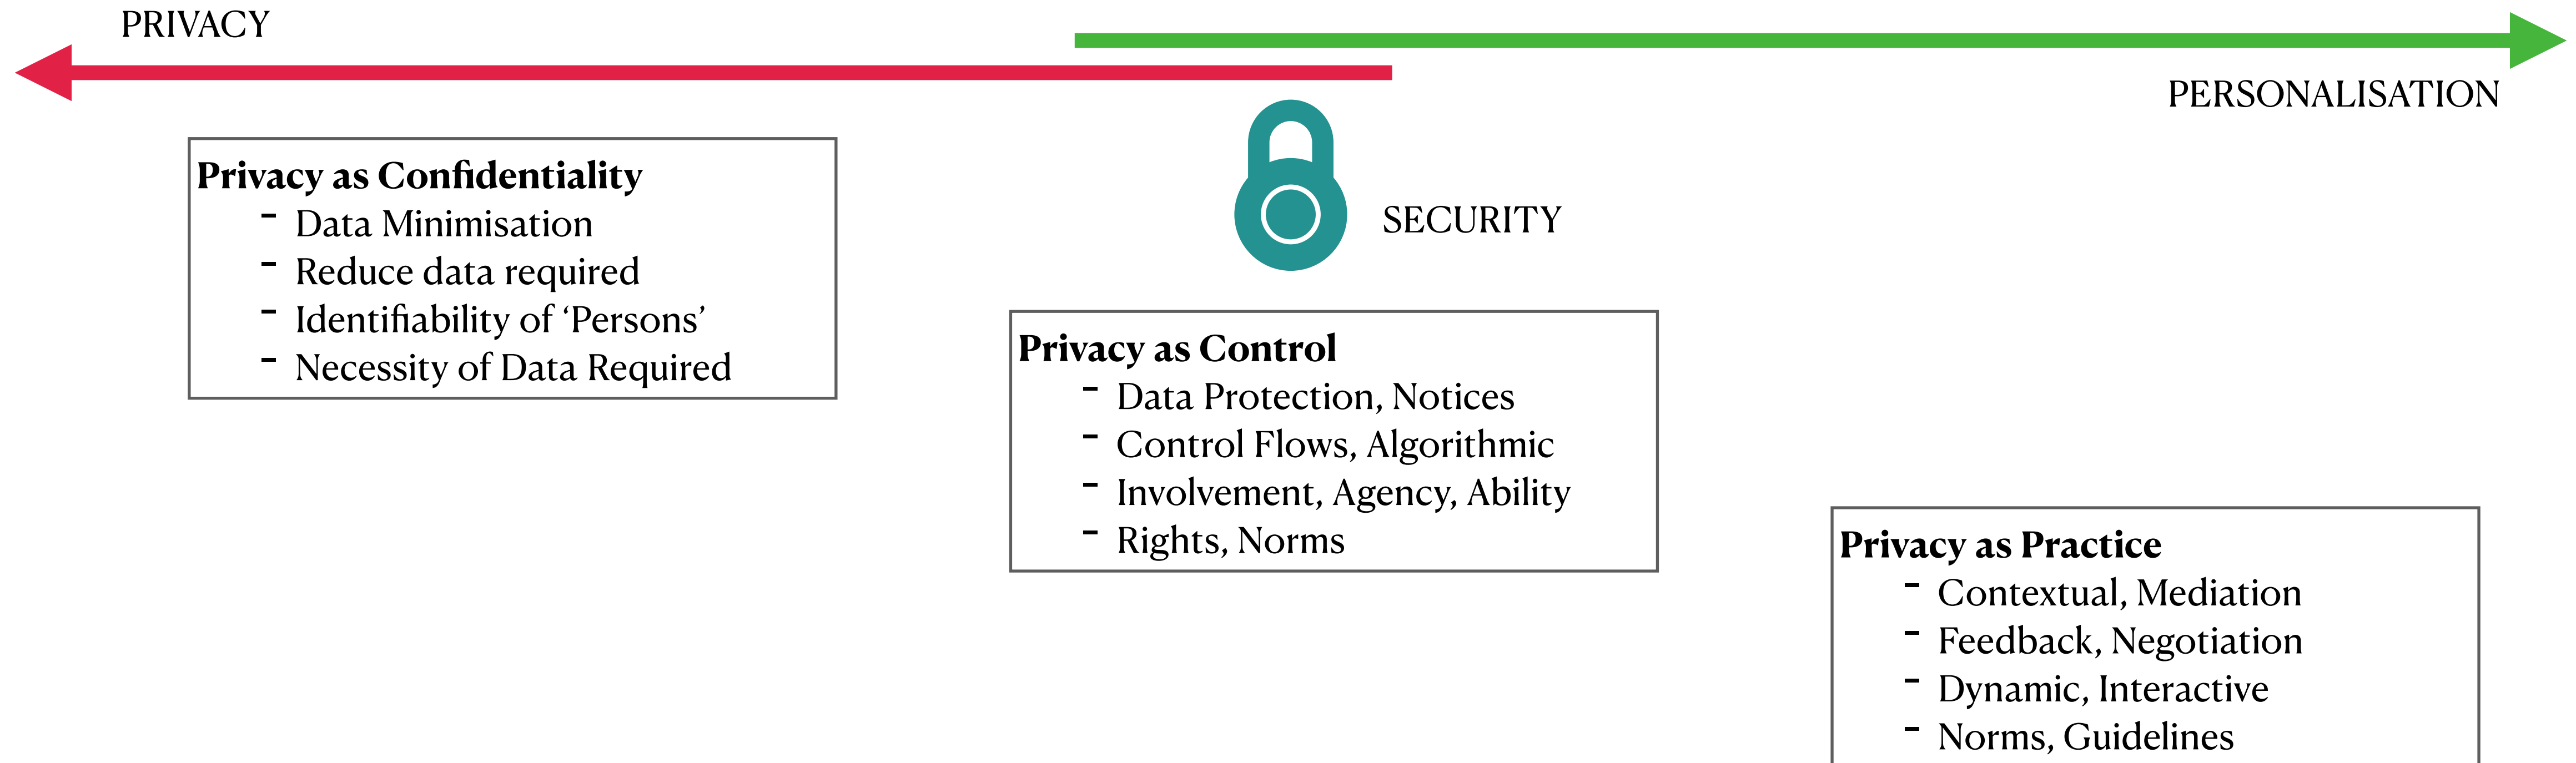 PRIVACY
PERSONALISATION
Privacy as Confidentiality
- Data Minimisation
- Reduce data required
- Identifiability of ‘Persons’
- Necessity of Data Required
SECURITY
Privacy as Control
- Data Protection, Notices
- Control Flows, Algorithmic
- Involvement, Agency, Ability
- Rights, Norms
Privacy as Practice
- Contextual, Mediation
- Feedback, Negotiation
- Dynamic, Interactive
- Norms, Guidelines